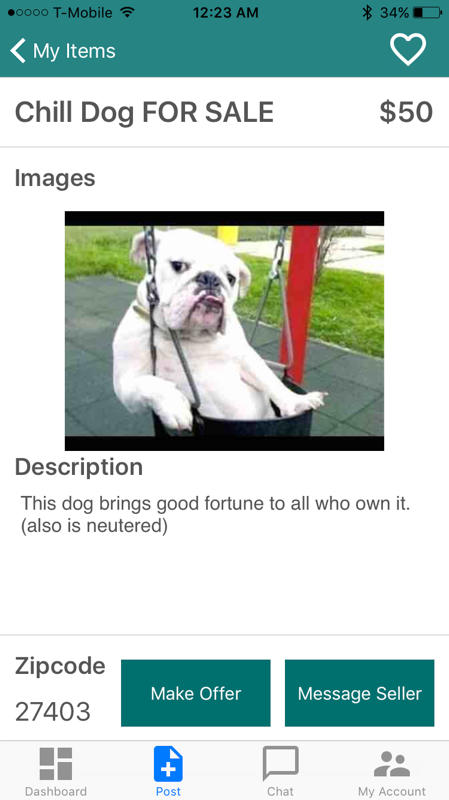 T-Mobile 12:23 AM 34%
My Items
Chill Dog FOR SALE $50
Images
Description
This dog brings good fortune to all who own it.
(also is neutered)
Zipcode
27403
Make Offer Message Seller
Dashboard Post Chat My Account